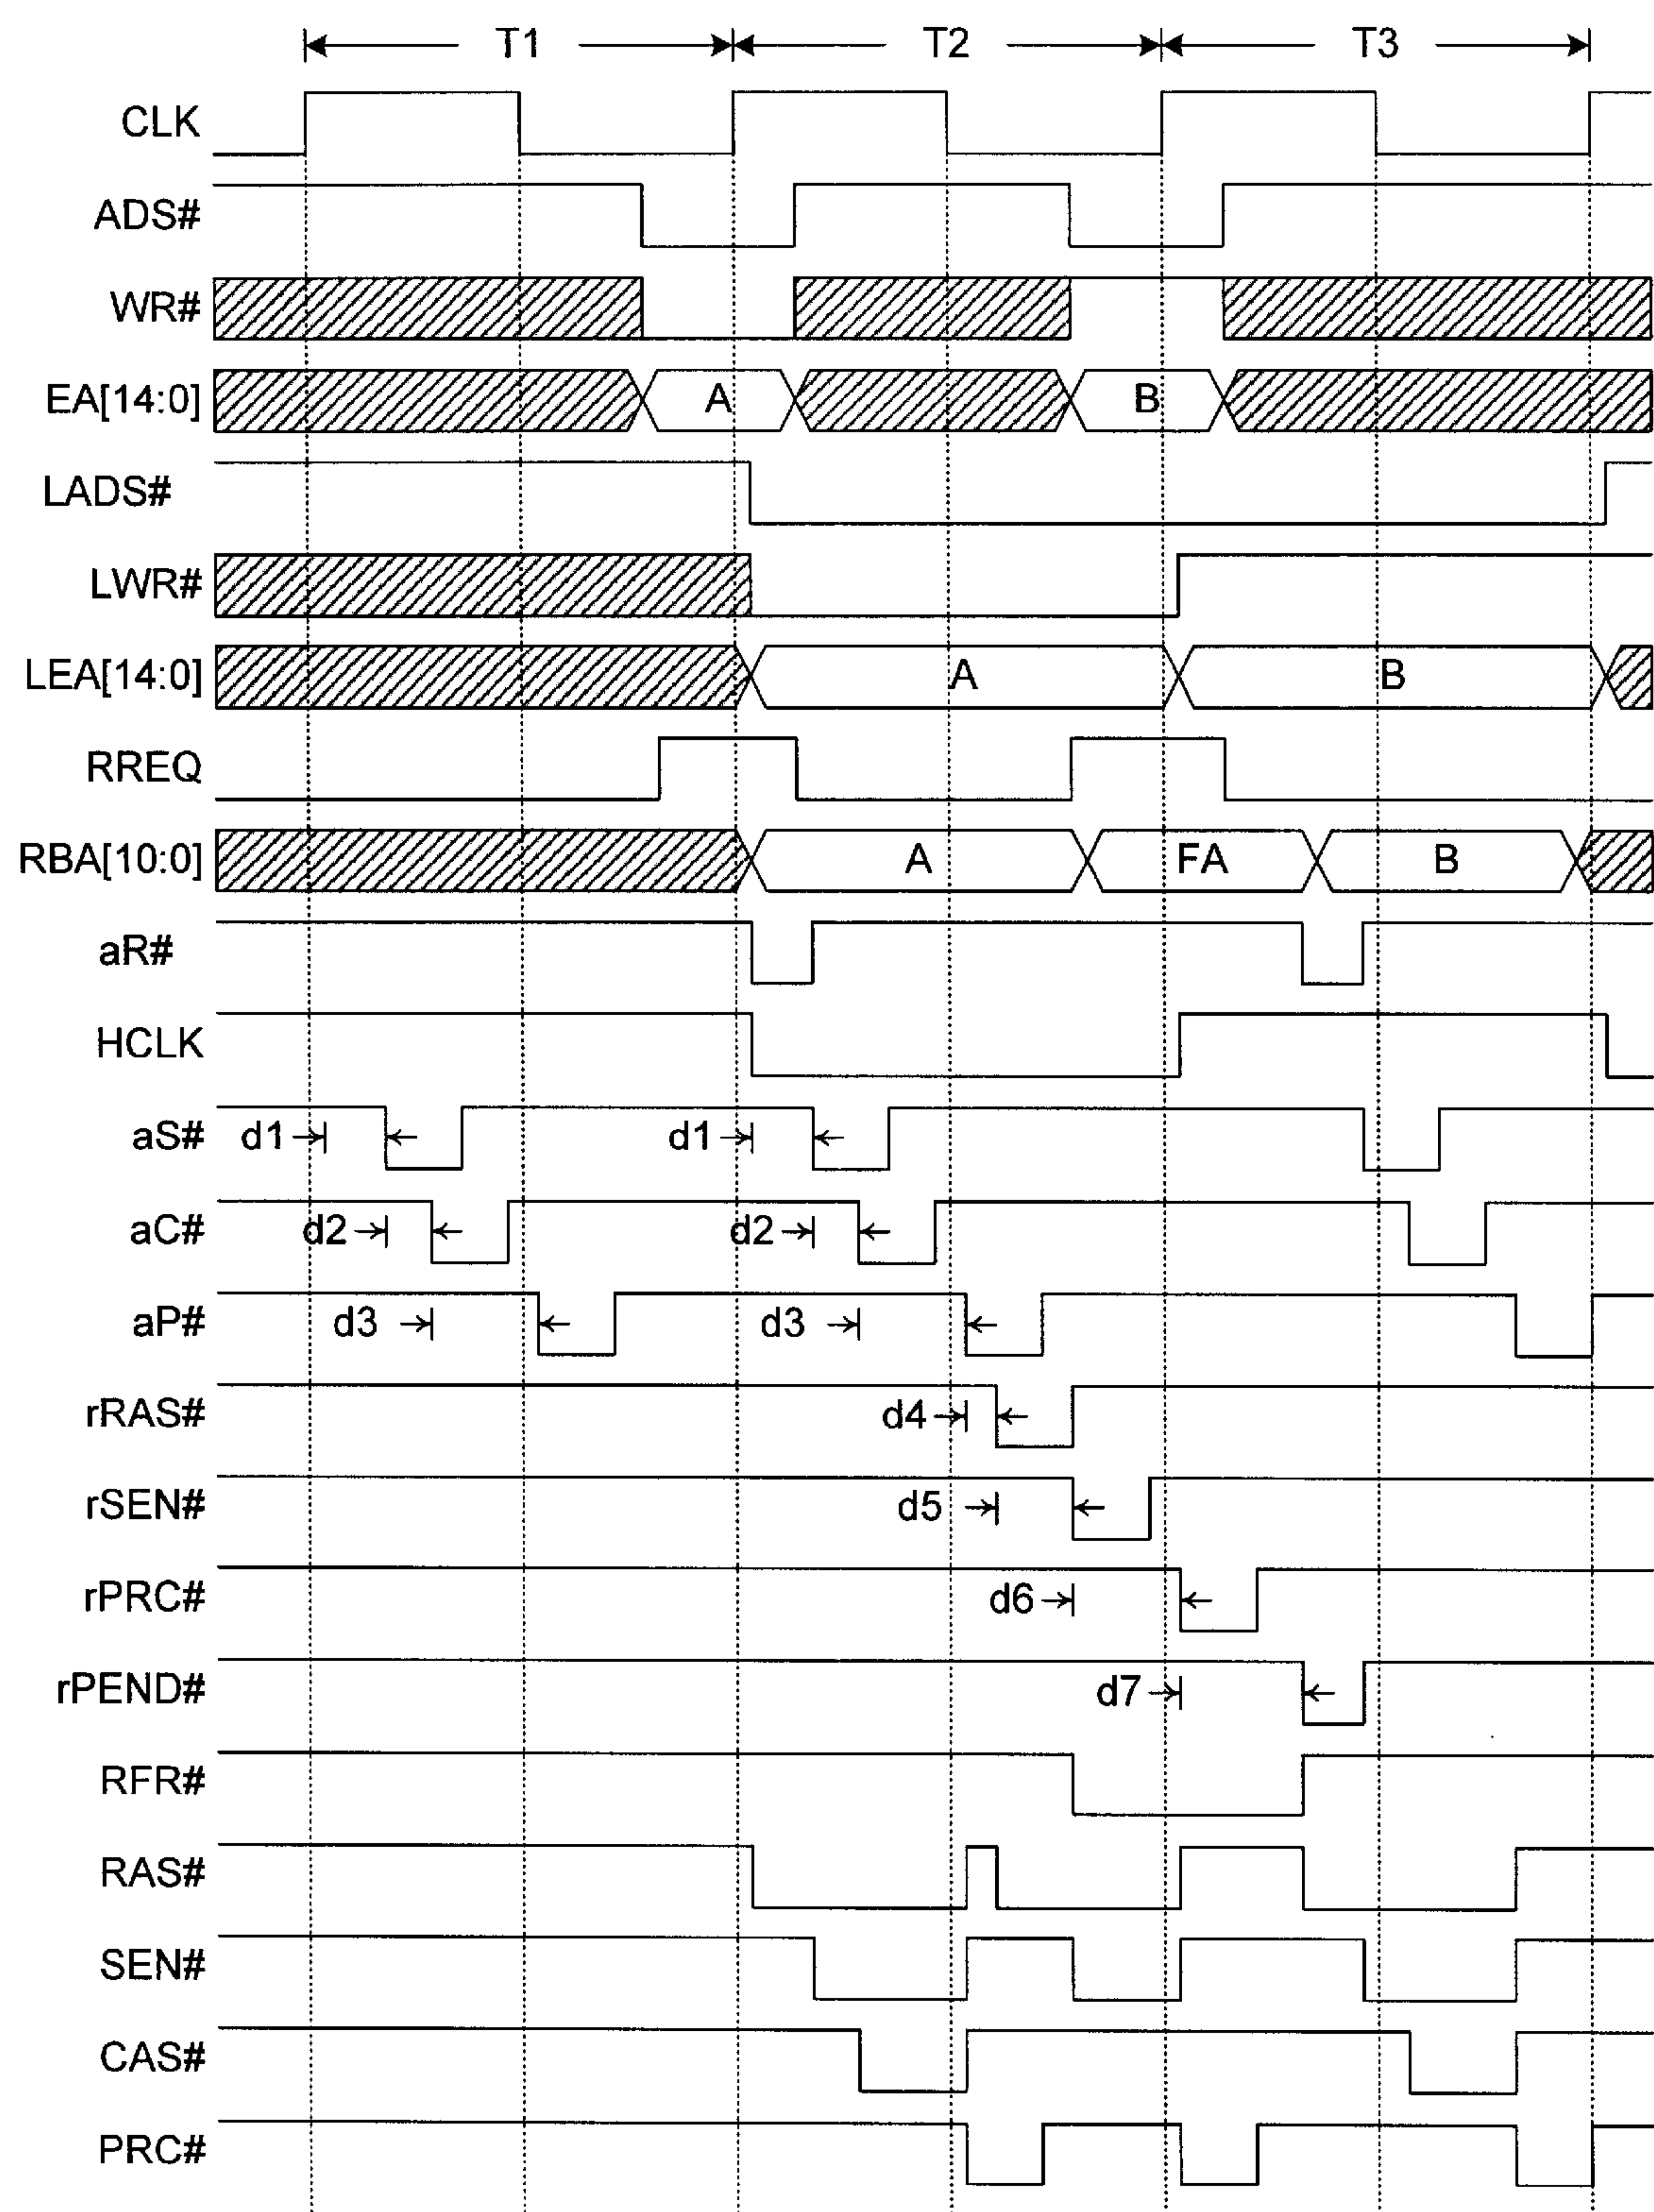 T1 T2 T3
CLK
ADS#
WR#
EA[14:0] A B
LADS#
LWR#
LEA[14:0] A B
RREQ
RBA[10:0] A FA B
aR#
HCLK
aS# d1 d1
aC# d2 d2
aP# d3 d3
rRAS# d4
rSEN# d5
rPRC# d6
rPEND# d7
RFR#
RAS#
SEN#
CAS#
PRC#